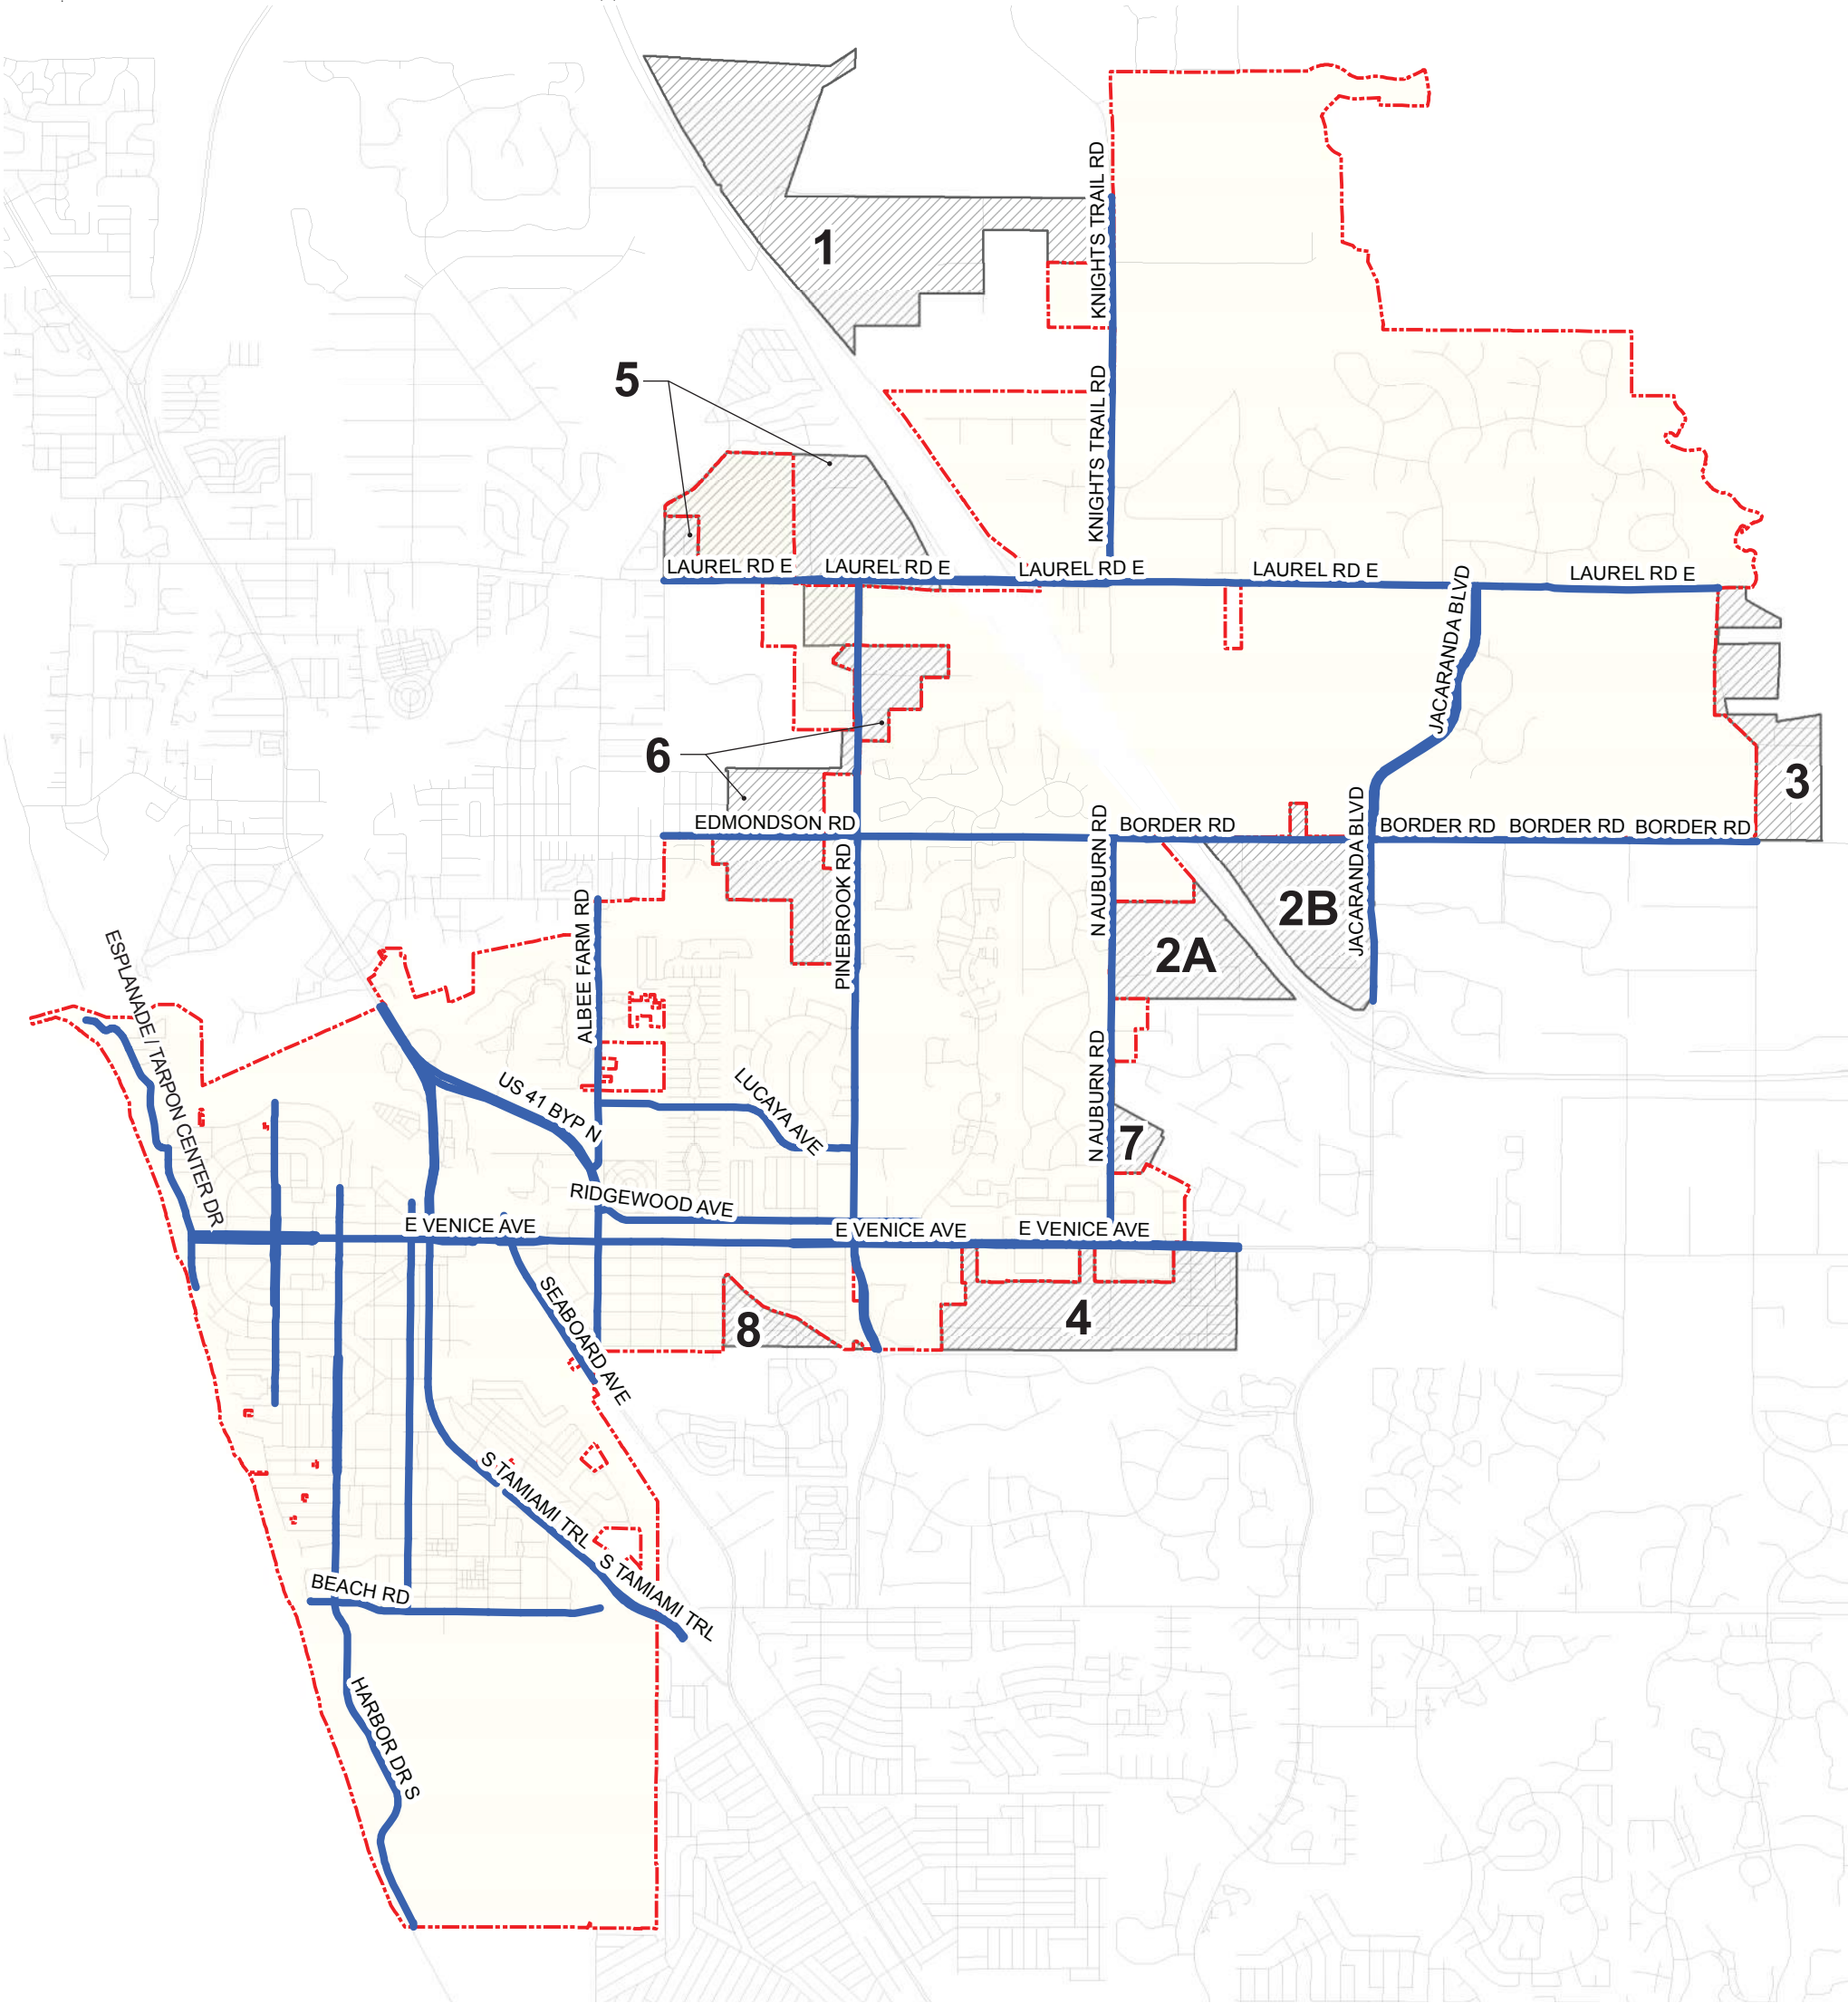 KNIGHTS TRAIL RD
1
5
KNIGHTS TRAIL RD
LAUREL RD E
LAUREL RD E
LAUREL RD E
LAUREL RD E
LAUREL RD E
JACARANDA BLVD
6
3
EDMONDSON RD
BORDER RD
BORDER RD
BORDER RD
BORDER RD
N AUBURN RD
JACARANDA BLVD
PINEBROOK RD
2B
2A
ALBEE FARM RD
ESPLANADE / TARPON CENTER DR
US 41 BYP N
LUCAYA AVE
N AUBURN RD
7
RIDGEWOOD AVE
E VENICE AVE
E VENICE AVE
E VENICE AVE
SEABOARD AVE
8
4
S TAMIAMI TRL
S TAMIAMI TRL
BEACH RD
HARBOR DR S